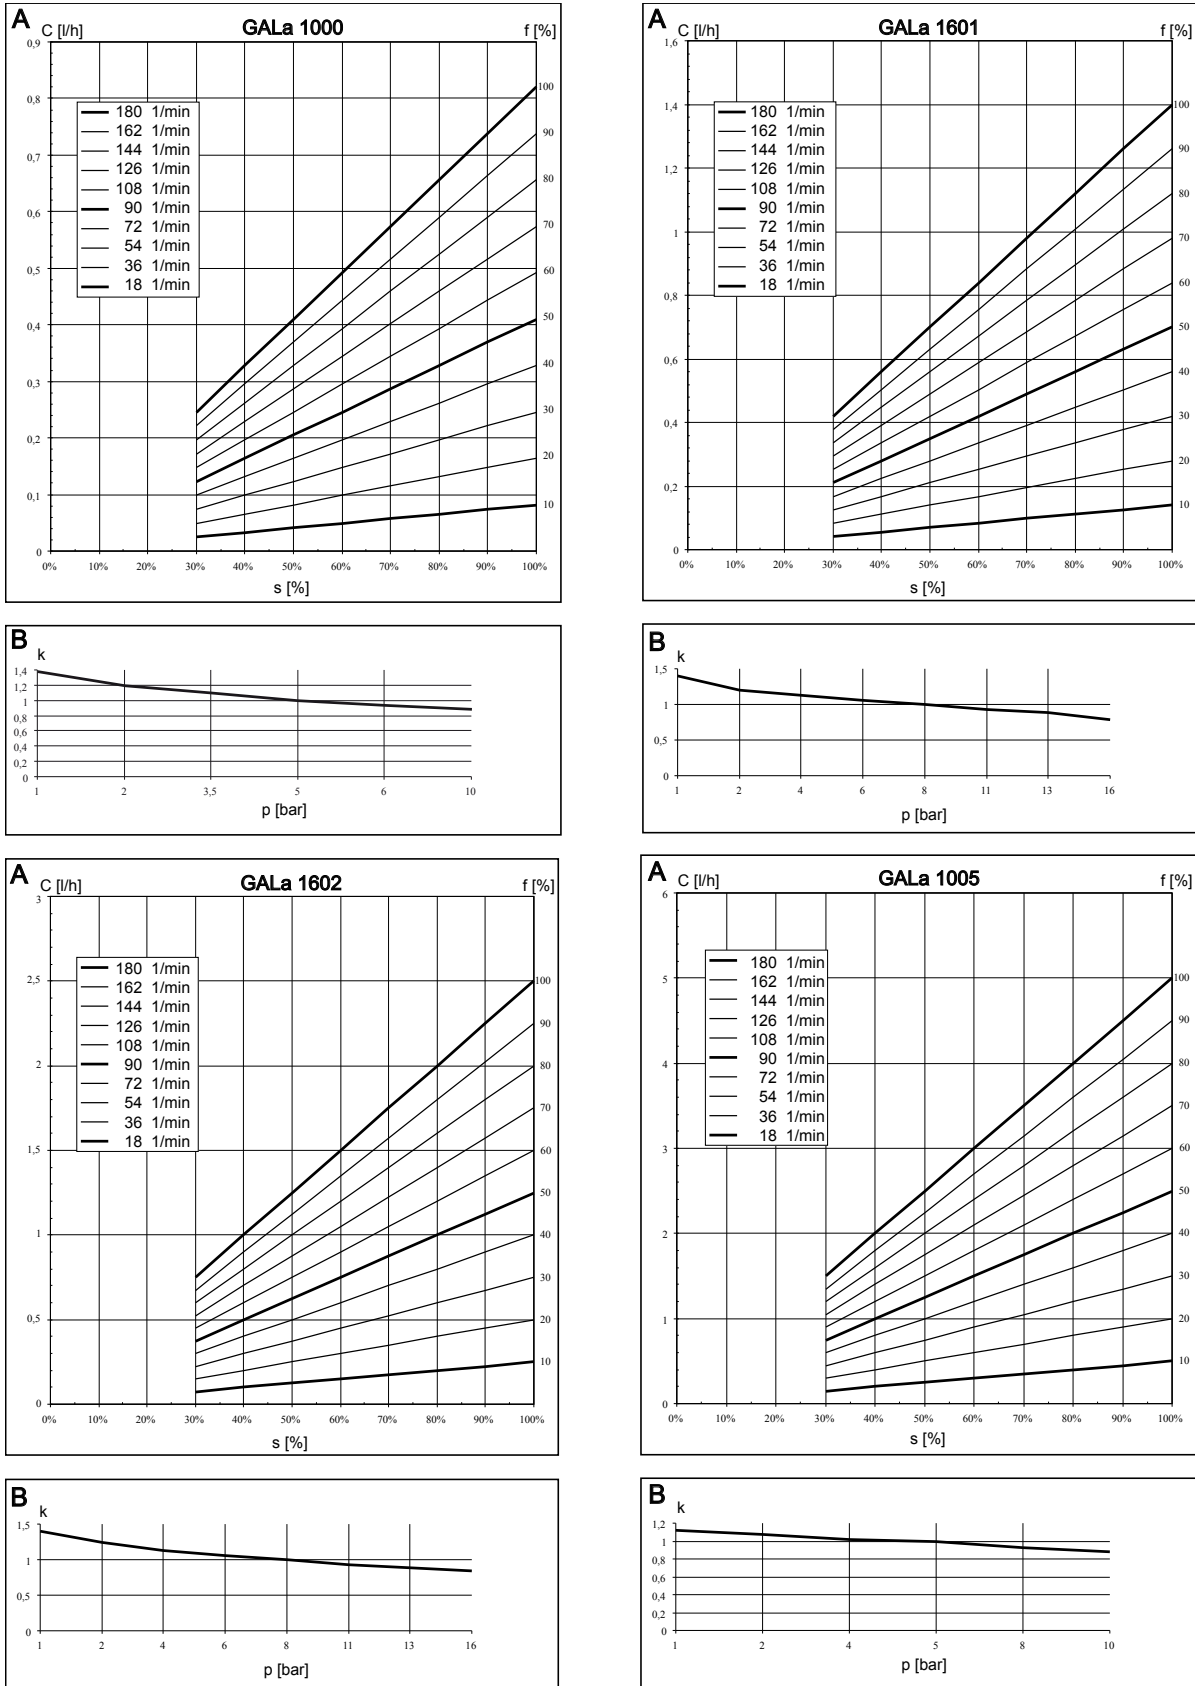 A
C [l/h]
GALa 1000
f [%]
0,9
0,8
0,7
0,6
0,5
0,4
0,3
0,2
0,1
0
180 1/min
162 1/min
144 1/min
126 1/min
108 1/min
90 1/min
72 1/min
54 1/min
36 1/min
18 1/min
100
90
80
70
60
50
40
30
20
10
0% 10% 20% 30% 40% 50% 60% 70% 80% 90% 100%
s [%]
A
C [l/h]
GALa 1601
f [%]
1,6
1,4
1,2
1
0,8
0,6
0,4
0,2
0
180 1/min
162 1/min
144 1/min
126 1/min
108 1/min
90 1/min
72 1/min
54 1/min
36 1/min
18 1/min
100
90
80
70
60
50
40
30
20
10
0% 10% 20% 30% 40% 50% 60% 70% 80% 90% 100%
s [%]
B
k
1,4
1,2
1
0,8
0,6
0,4
0,2
0
1 2 3,5 5 6 10
p [bar]
B
k
1,5
1
0,5
0
1 2 4 6 8 11 13 16
p [bar]
A
C [l/h]
GALa 1602
f [%]
3
2,5
2
1,5
1
0,5
0
180 1/min
162 1/min
144 1/min
126 1/min
108 1/min
90 1/min
72 1/min
54 1/min
36 1/min
18 1/min
100
90
80
70
60
50
40
30
20
10
0% 10% 20% 30% 40% 50% 60% 70% 80% 90% 100%
s [%]
A
C [l/h]
GALa 1005
f [%]
6
5
4
3
2
1
0
180 1/min
162 1/min
144 1/min
126 1/min
108 1/min
90 1/min
72 1/min
54 1/min
36 1/min
18 1/min
100
90
80
70
60
50
40
30
20
10
0% 10% 20% 30% 40% 50% 60% 70% 80% 90% 100%
s [%]
B
k
1,5
1
0,5
0
1 2 4 6 8 11 13 16
p [bar]
B
k
1,2
1
0,8
0,6
0,4
0,2
0
1 2 4 5 8 10
p [bar]